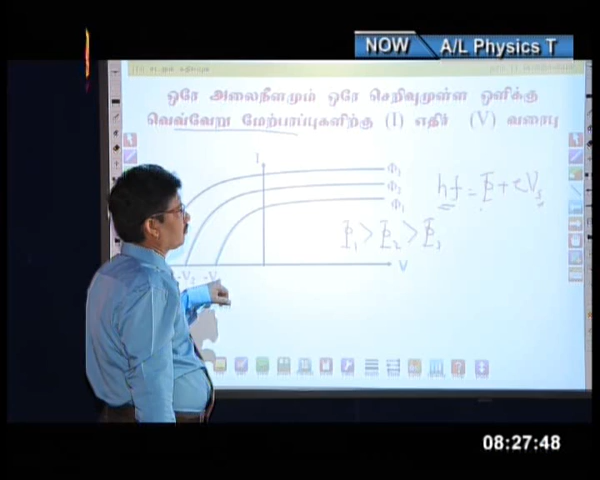 NOW A/L Physics T
ஒரே அலைநீளமும் ஒரே செறிவுமுள்ள ஒளிக்கு
வெவ்வேறு மேற்பரப்புகளிற்கு (I) எதிர் (V) வரைபு
I
Φ₃
Φ₂
Φ₁
hf = Φ + eVₛ
Φ₁ > Φ₂ > Φ₃
V
-V₂ -V
08:27:48